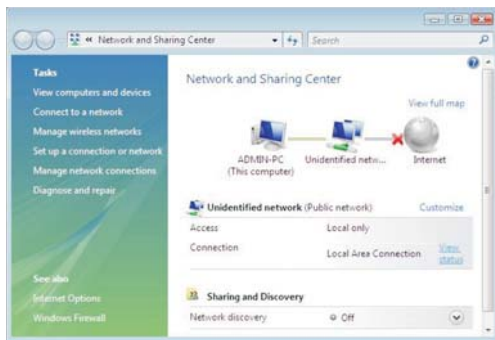 Network and Sharing Center
Search
Tasks
View computers and devices
Connect to a network
Manage wireless networks
Set up a connection or network
Manage network connections
Diagnose and repair
See also
Internet Options
Windows Firewall
Network and Sharing Center
View full map
ADMIN-PC
(This computer)
Unidentified netw...
Internet
Unidentified network (Public network)
Customize
Access Local only
Connection Local Area Connection View
status
Sharing and Discovery
Network discovery Off